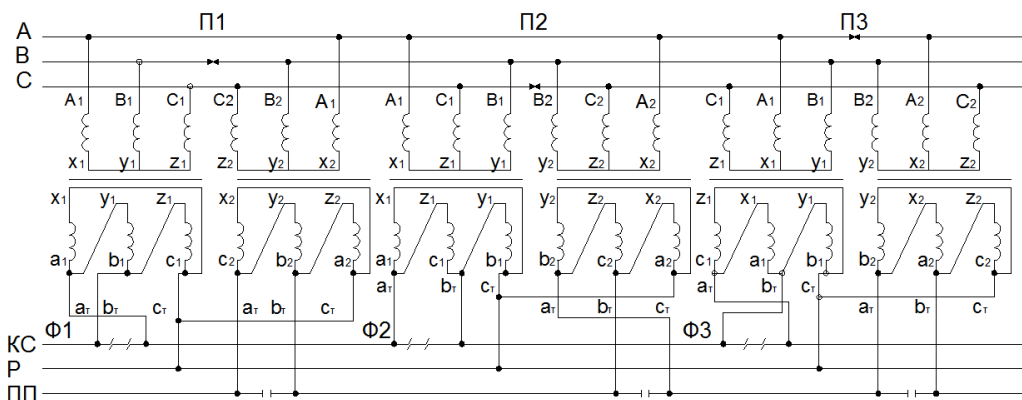 А П1 П2 П3
В
С
A1 B1 C1 C2 B2 A1 A1 C1 B1 B2 C2 A2 C1 A1 B1 B2 A2 C2
x1 y1 z1 z2 y2 x2 x1 z1 y1 y2 z2 x2 z1 x1 y1 y2 x2 z2
x1 y1 z1 x2 y2 z2 x1 z1 y1 y2 z2 x2 z1 x1 y1 y2 x2 z2
a1 b1 c1 c2 b2 a2 a1 c1 b1 b2 c2 a2 c1 a1 b1 b2 a2 c2
aт bт cт aт bт cт aт bт cт aт bт cт aт bт cт aт bт cт
Ф1 Ф2 Ф3
КС
Р
ПП